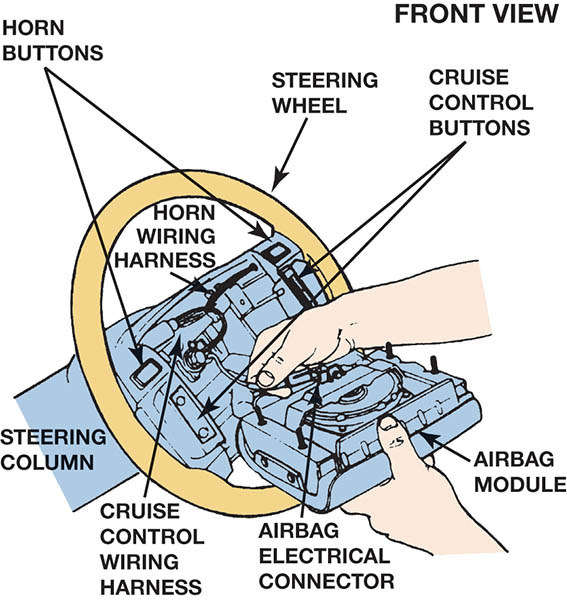 FRONT VIEW
HORN
BUTTONS
STEERING
WHEEL
CRUISE
CONTROL
BUTTONS
HORN
WIRING
HARNESS
STEERING
COLUMN
CRUISE
CONTROL
WIRING
HARNESS
AIRBAG
ELECTRICAL
CONNECTOR
AIRBAG
MODULE